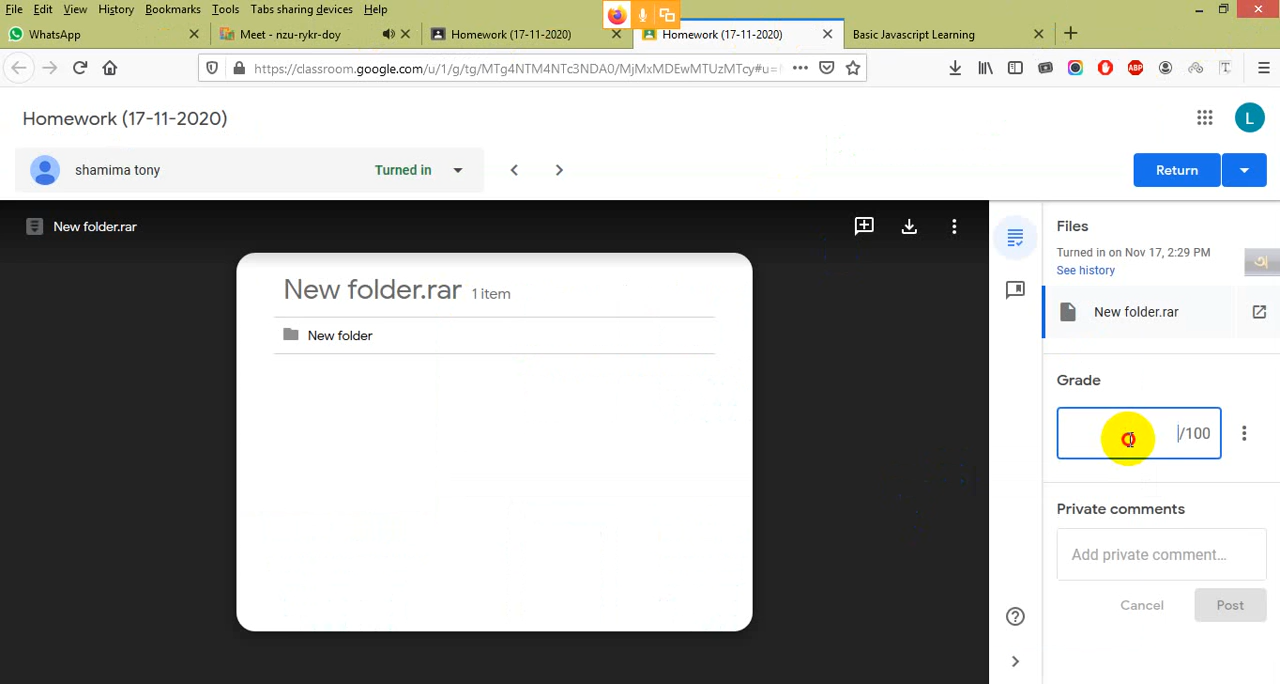 File Edit View History Bookmarks Tools Tabs sharing devices Help
WhatsApp Meet - nzu-rykr-doy Homework (17-11-2020) Homework (17-11-2020) Basic Javascript Learning
https://classroom.google.com/u/1/g/tg/MTg4NTM4NTc3NDA0/MjMxMDEwMTUzMTcy#u= ABP
Homework (17-11-2020)
L
shamima tony Turned in
Return
New folder.rar
Files
Turned in on Nov 17, 2:29 PM
See history
New folder.rar 1 item
New folder.rar
New folder
Grade
/100
Private comments
Add private comment...
Cancel Post